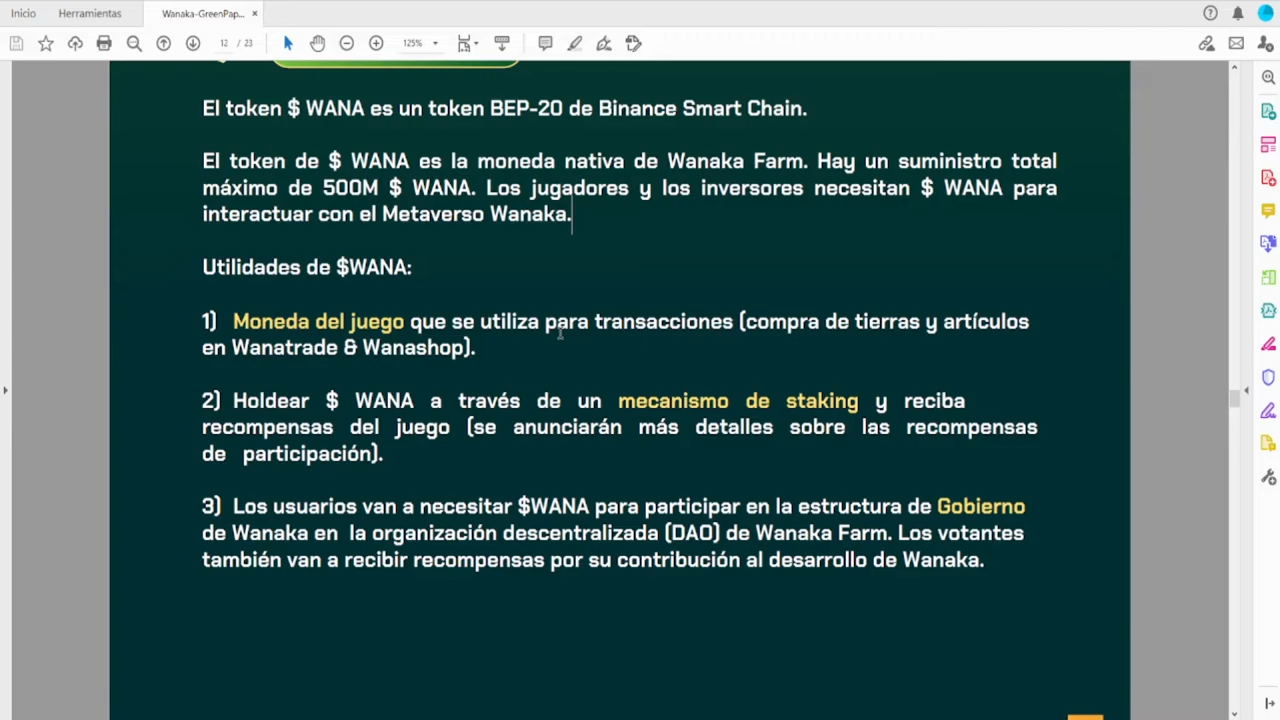 Inicio
Herramientas
Wanaka-GreenPap...
12 / 23
125%
El token $ WANA es un token BEP-20 de Binance Smart Chain.
El token de $ WANA es la moneda nativa de Wanaka Farm. Hay un suministro total
máximo de 500M $ WANA. Los jugadores y los inversores necesitan $ WANA para
interactuar con el Metaverso Wanaka.
Utilidades de $WANA:
1) Moneda del juego que se utiliza para transacciones (compra de tierras y artículos
en Wanatrade & Wanashop).
2) Holdear $ WANA a través de un mecanismo de staking y reciba
recompensas del juego (se anunciarán más detalles sobre las recompensas
de participación).
3) Los usuarios van a necesitar $WANA para participar en la estructura de Gobierno
de Wanaka en la organización descentralizada (DAO) de Wanaka Farm. Los votantes
también van a recibir recompensas por su contribución al desarrollo de Wanaka.